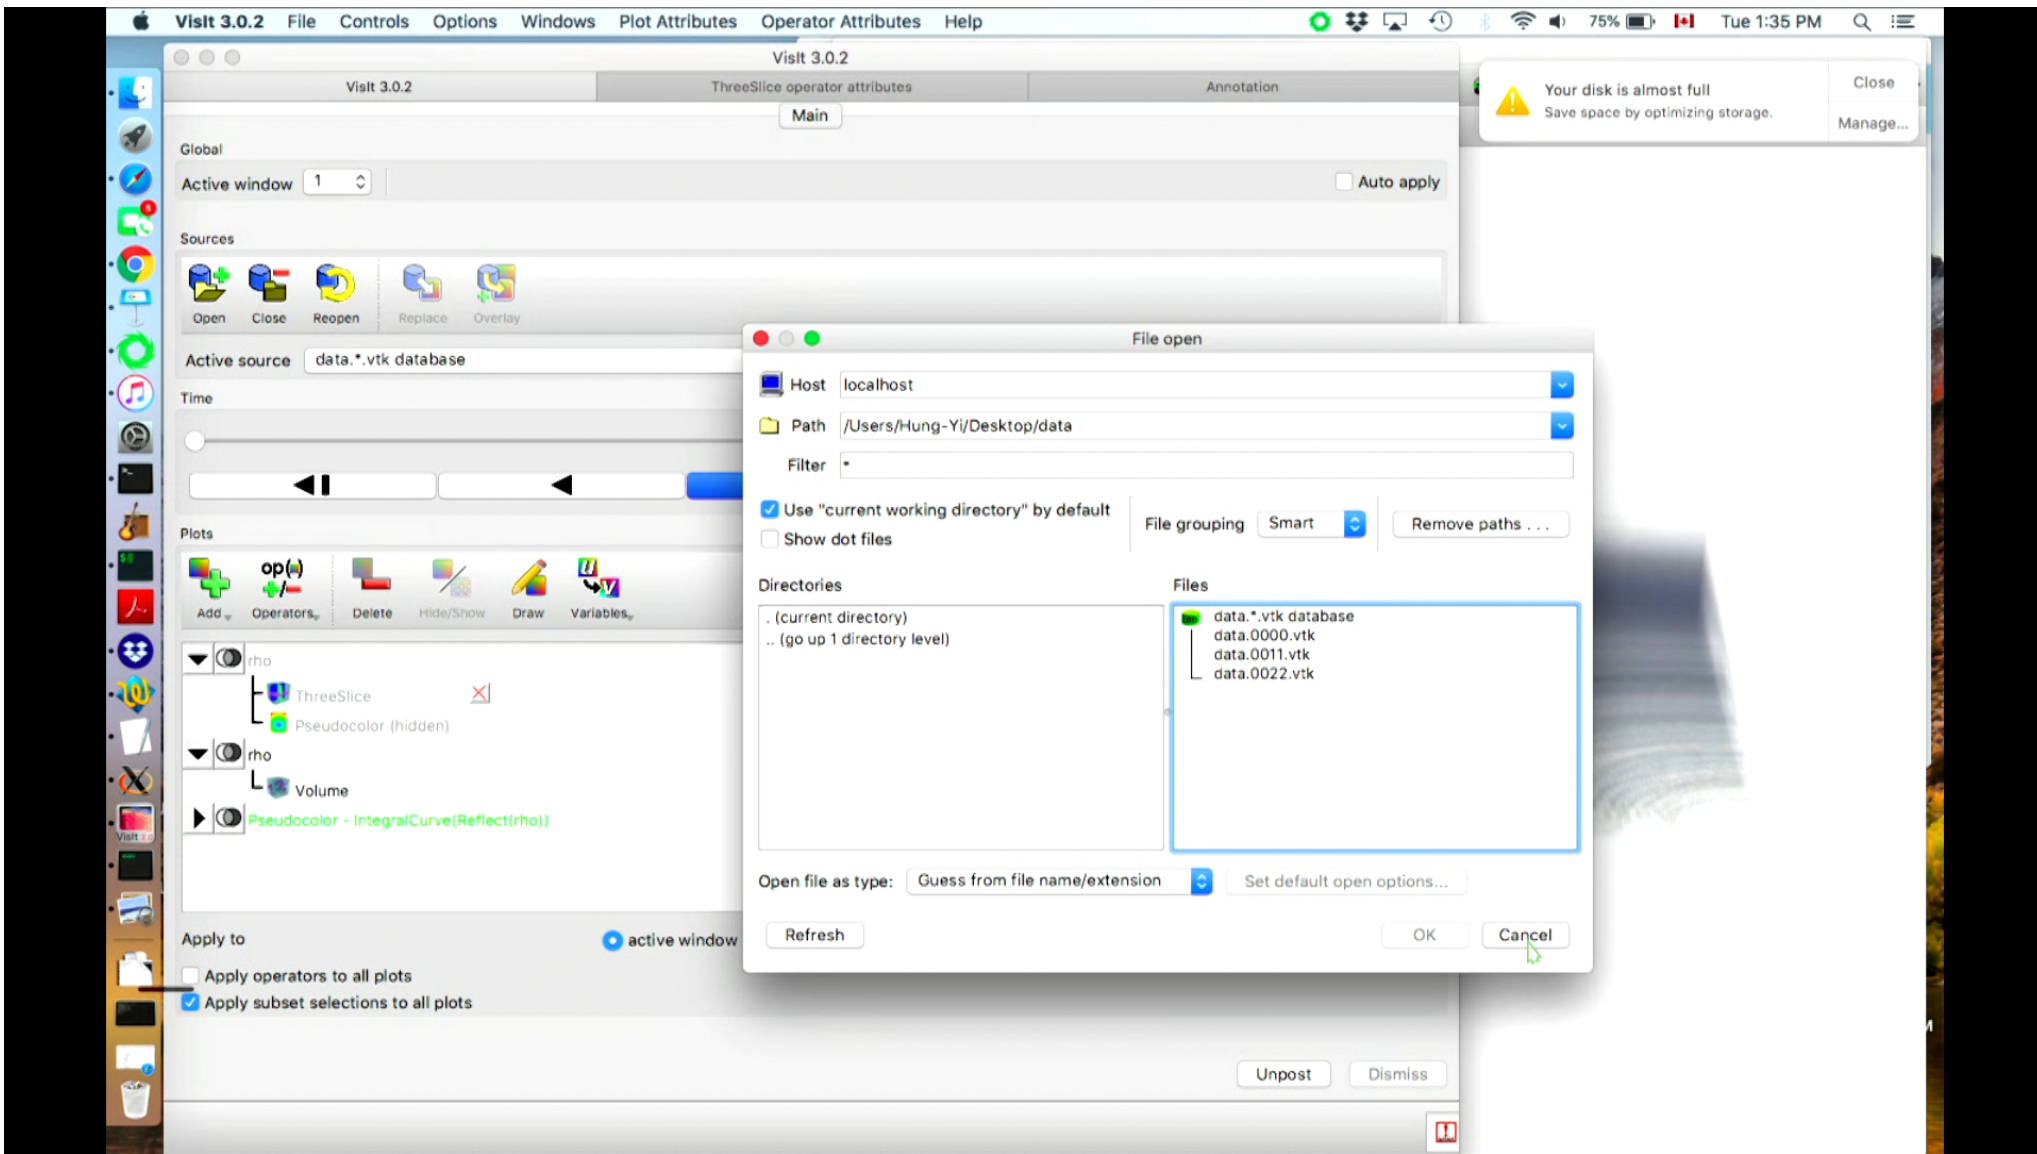 VisIt 3.0.2 File Controls Options Windows Plot Attributes Operator Attributes Help 75% Tue 1:35 PM
VisIt 3.0.2
VisIt 3.0.2 ThreeSlice operator attributes Annotation
Main
Your disk is almost full
Save space by optimizing storage.
Close
Manage...
Global
Active window 1 Auto apply
Sources
Open Close Reopen Replace Overlay
Active source data.*.vtk database
Time
Plots
op(·) +/-
Add Operators Delete Hide/Show Draw Variables
rho
ThreeSlice
Pseudocolor (hidden)
rho
Volume
Pseudocolor - IntegralCurve(Reflect(rho))
Apply to active window
Apply operators to all plots
Apply subset selections to all plots
Unpost Dismiss
File open
Host localhost
Path /Users/Hung-Yi/Desktop/data
Filter *
Use "current working directory" by default
Show dot files
File grouping Smart Remove paths . . .
Directories
. (current directory)
.. (go up 1 directory level)
Files
data.*.vtk database
data.0000.vtk
data.0011.vtk
data.0022.vtk
Open file as type: Guess from file name/extension Set default open options...
Refresh OK Cancel